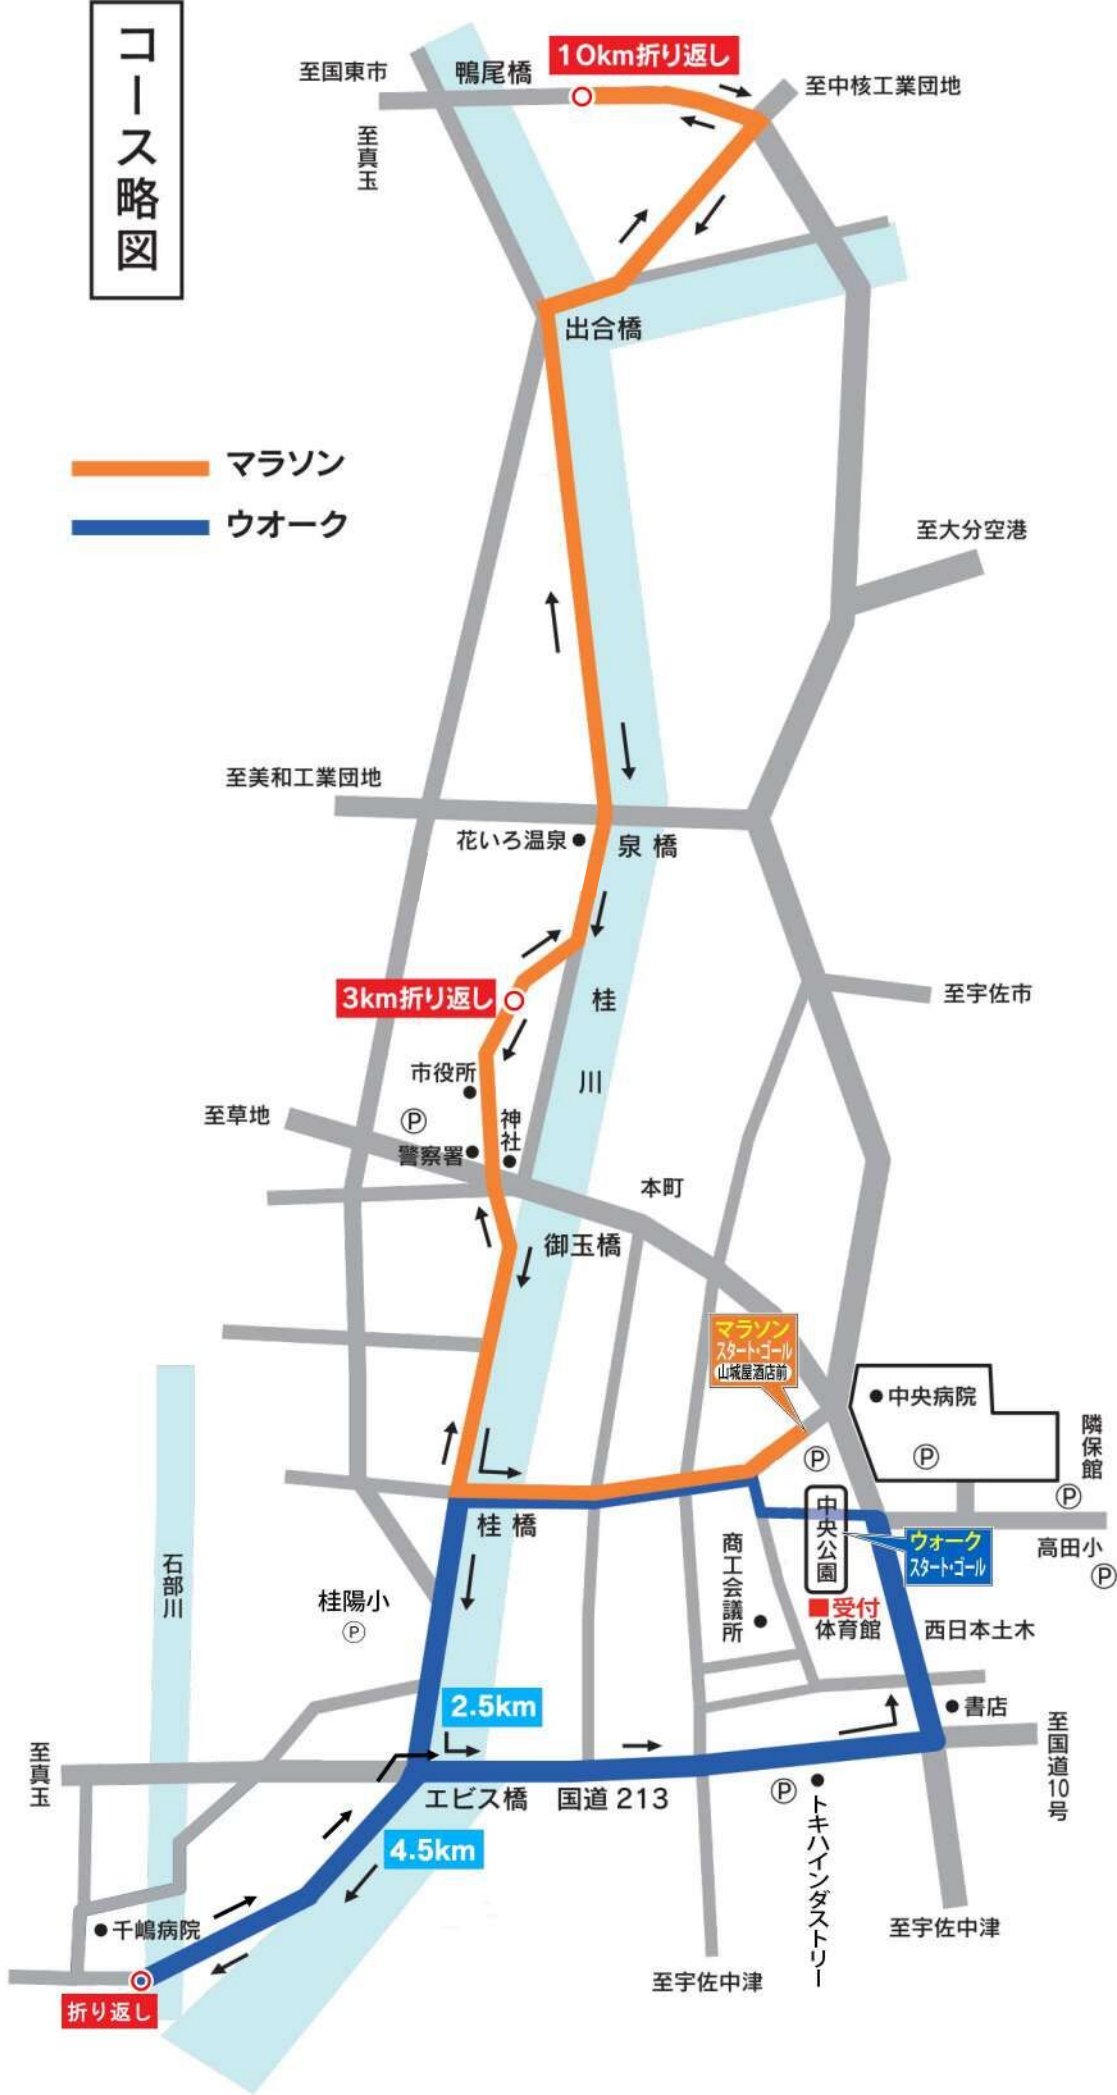 コース略図
10km折り返し
至国東市
鴨尾橋
至中核工業団地
至真玉
出合橋
マラソン
ウオーク
至大分空港
至美和工業団地
花いろ温泉
泉橋
3km折り返し
桂川
至宇佐市
市役所
至草地
P
神社
警察署
本町
御玉橋
マラソン
スタート・ゴール
山城屋酒店前
中央病院
隣保館
P
P
P
桂橋
中央公園
ウォーク
スタート・ゴール
高田小
P
石部川
商工会議所
桂陽小
P
受付
体育館
西日本土木
2.5km
書店
至真玉
至国道10号
エビス橋
国道213
P
トキハインダストリー
4.5km
千嶋病院
至宇佐中津
至宇佐中津
折り返し